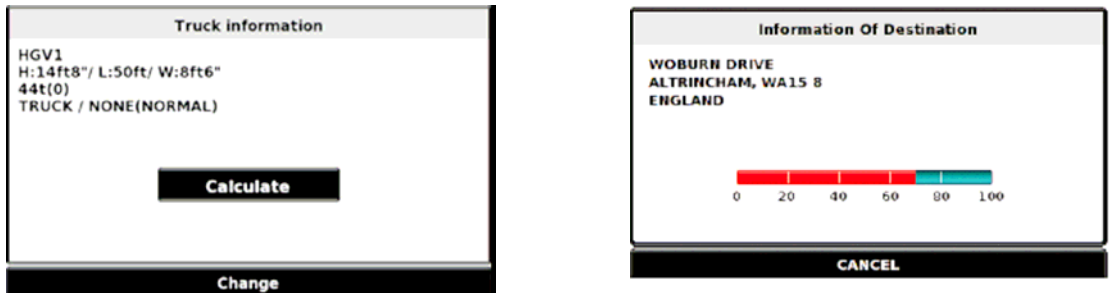 Truck information
HGV1
H:14ft8"/ L:50ft/ W:8ft6"
44t(0)
TRUCK / NONE(NORMAL)
Calculate
Change
Information Of Destination
WOBURN DRIVE
ALTRINCHAM, WA15 8
ENGLAND
0 20 40 60 80 100
CANCEL